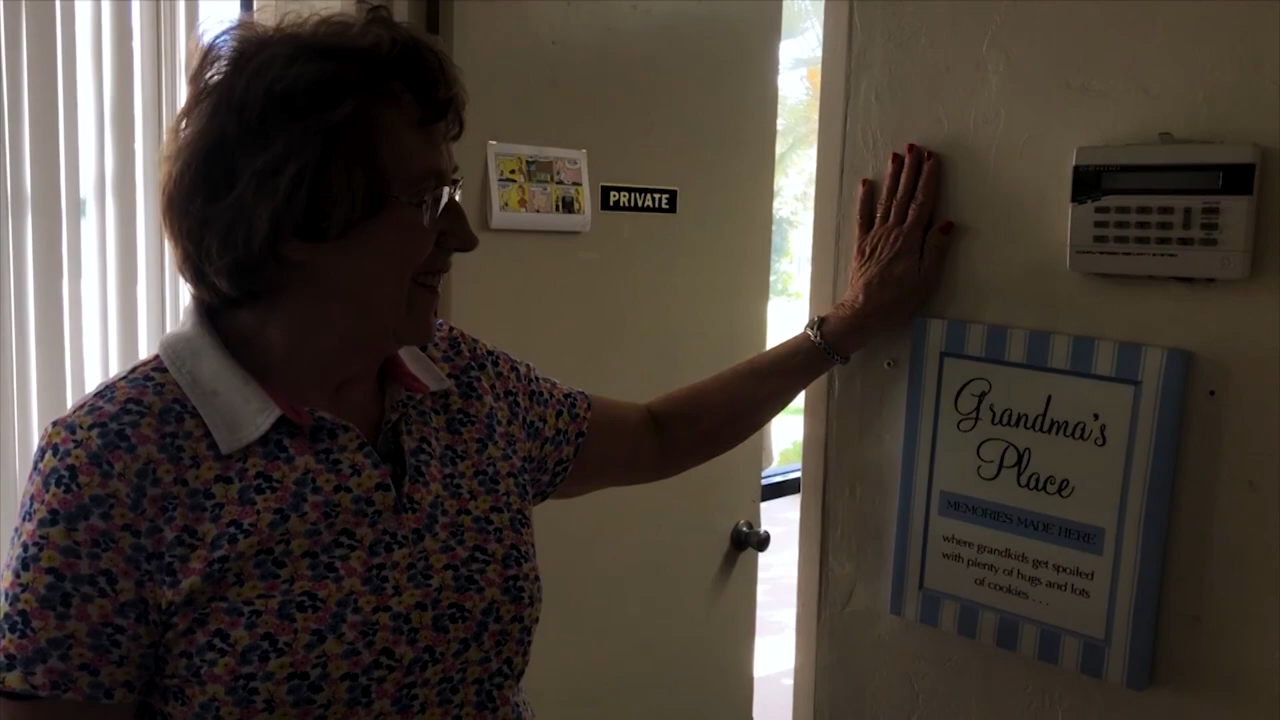 PRIVATE
Grandma's
Place
MEMORIES MADE HERE
where grandkids get spoiled
with plenty of hugs and lots
of cookies . . .